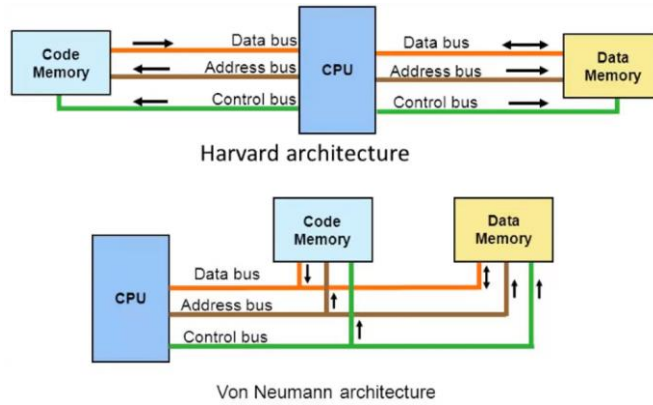 Code
Memory
Data bus
Address bus
Control bus
CPU
Data bus
Address bus
Control bus
Data
Memory
Harvard architecture
Code
Memory
Data
Memory
CPU
Data bus
Address bus
Control bus
Von Neumann architecture